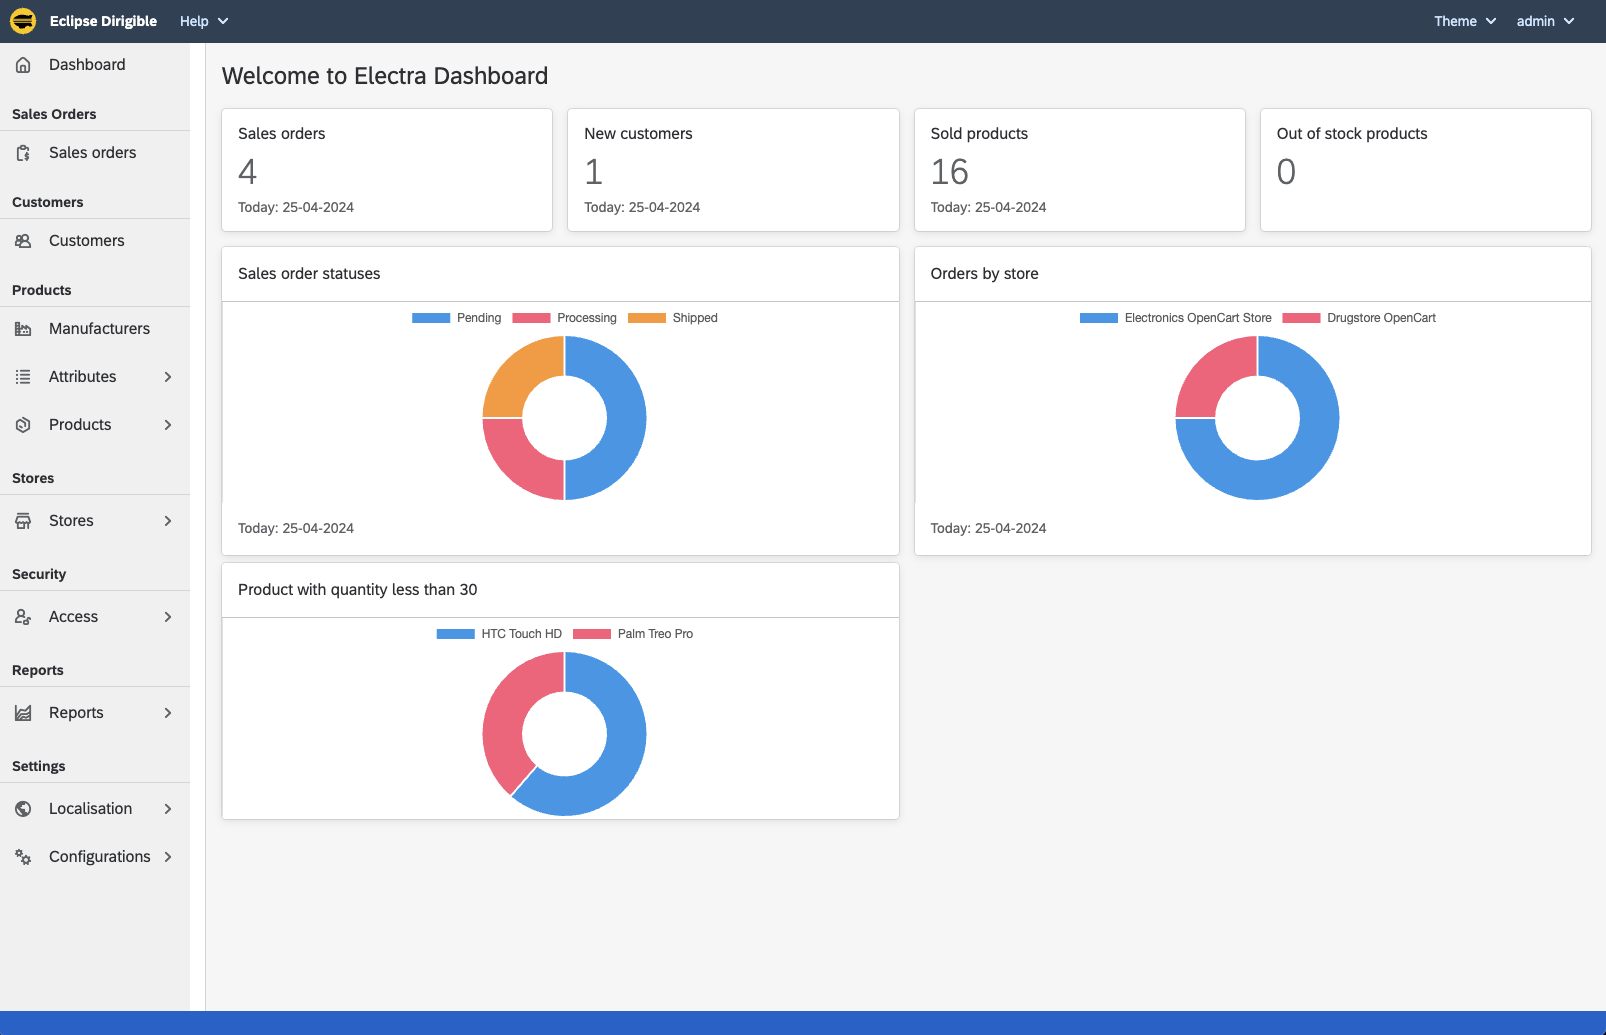 Eclipse Dirigible Help Theme admin
Dashboard
Sales Orders
Sales orders
Customers
Customers
Products
Manufacturers
Attributes
Products
Stores
Stores
Security
Access
Reports
Reports
Settings
Localisation
Configurations
Welcome to Electra Dashboard
Sales orders
4
Today: 25-04-2024
New customers
1
Today: 25-04-2024
Sold products
16
Today: 25-04-2024
Out of stock products
0
Sales order statuses
Pending Processing Shipped
Today: 25-04-2024
Orders by store
Electronics OpenCart Store Drugstore OpenCart
Today: 25-04-2024
Product with quantity less than 30
HTC Touch HD Palm Treo Pro